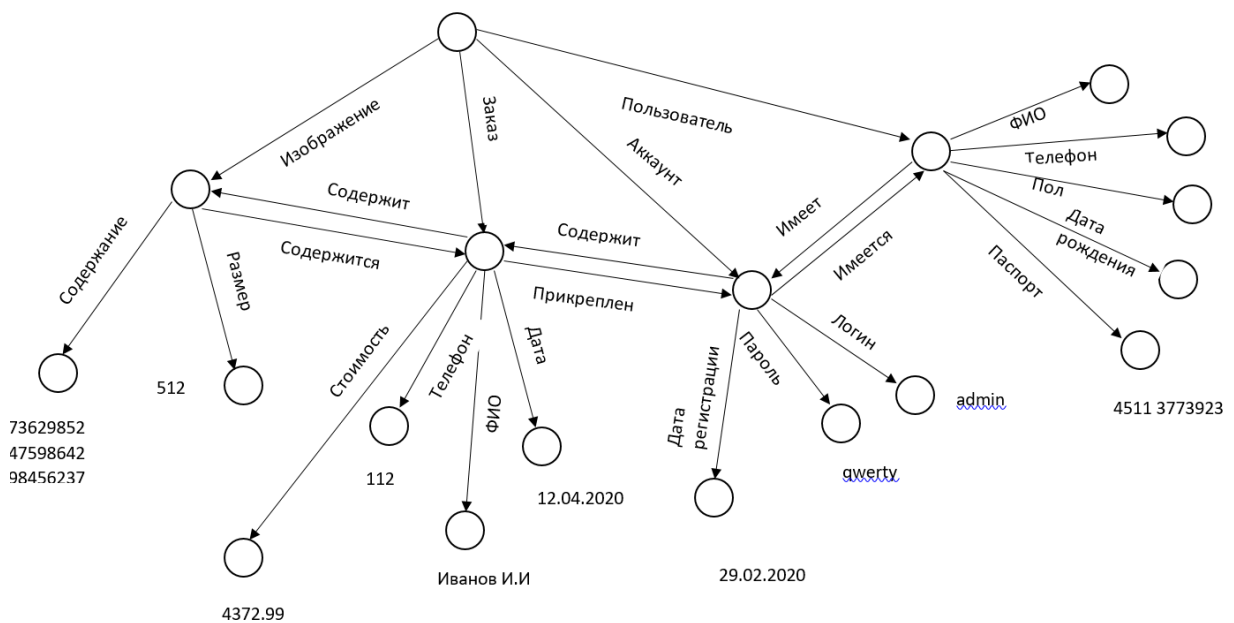 Изображение
Заказ
Аккаунт
Пользователь
ФИО
Телефон
Пол
Дата
рождения
Паспорт
Имеет
Имеется
Содержит
Содержится
Содержит
Прикреплен
Содержание
Размер
Стоимость
Телефон
ФИО
Дата
Дата
регистрации
Пароль
Логин
512
admin
4511 3773923
73629852
47598642
98456237
112
qwerty
12.04.2020
Иванов И.И
29.02.2020
4372.99